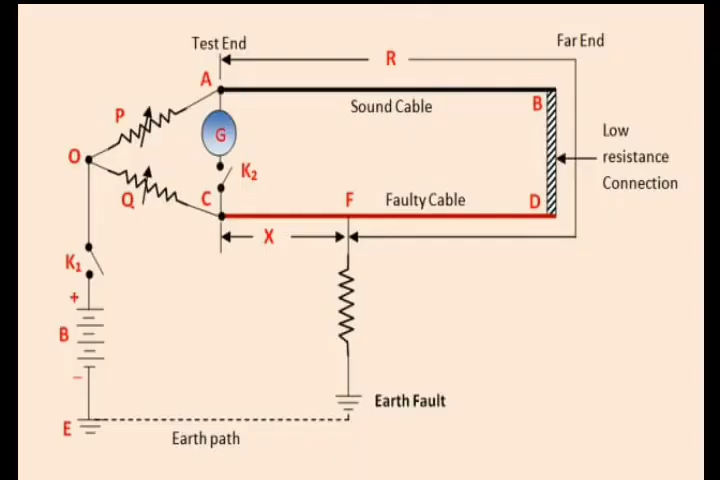 Test End
Far End
R
A
P
Sound Cable
B
G
Low
resistance
Connection
O
K₂
Q
C
F
Faulty Cable
D
X
K₁
+
B
−
Earth Fault
E
Earth path